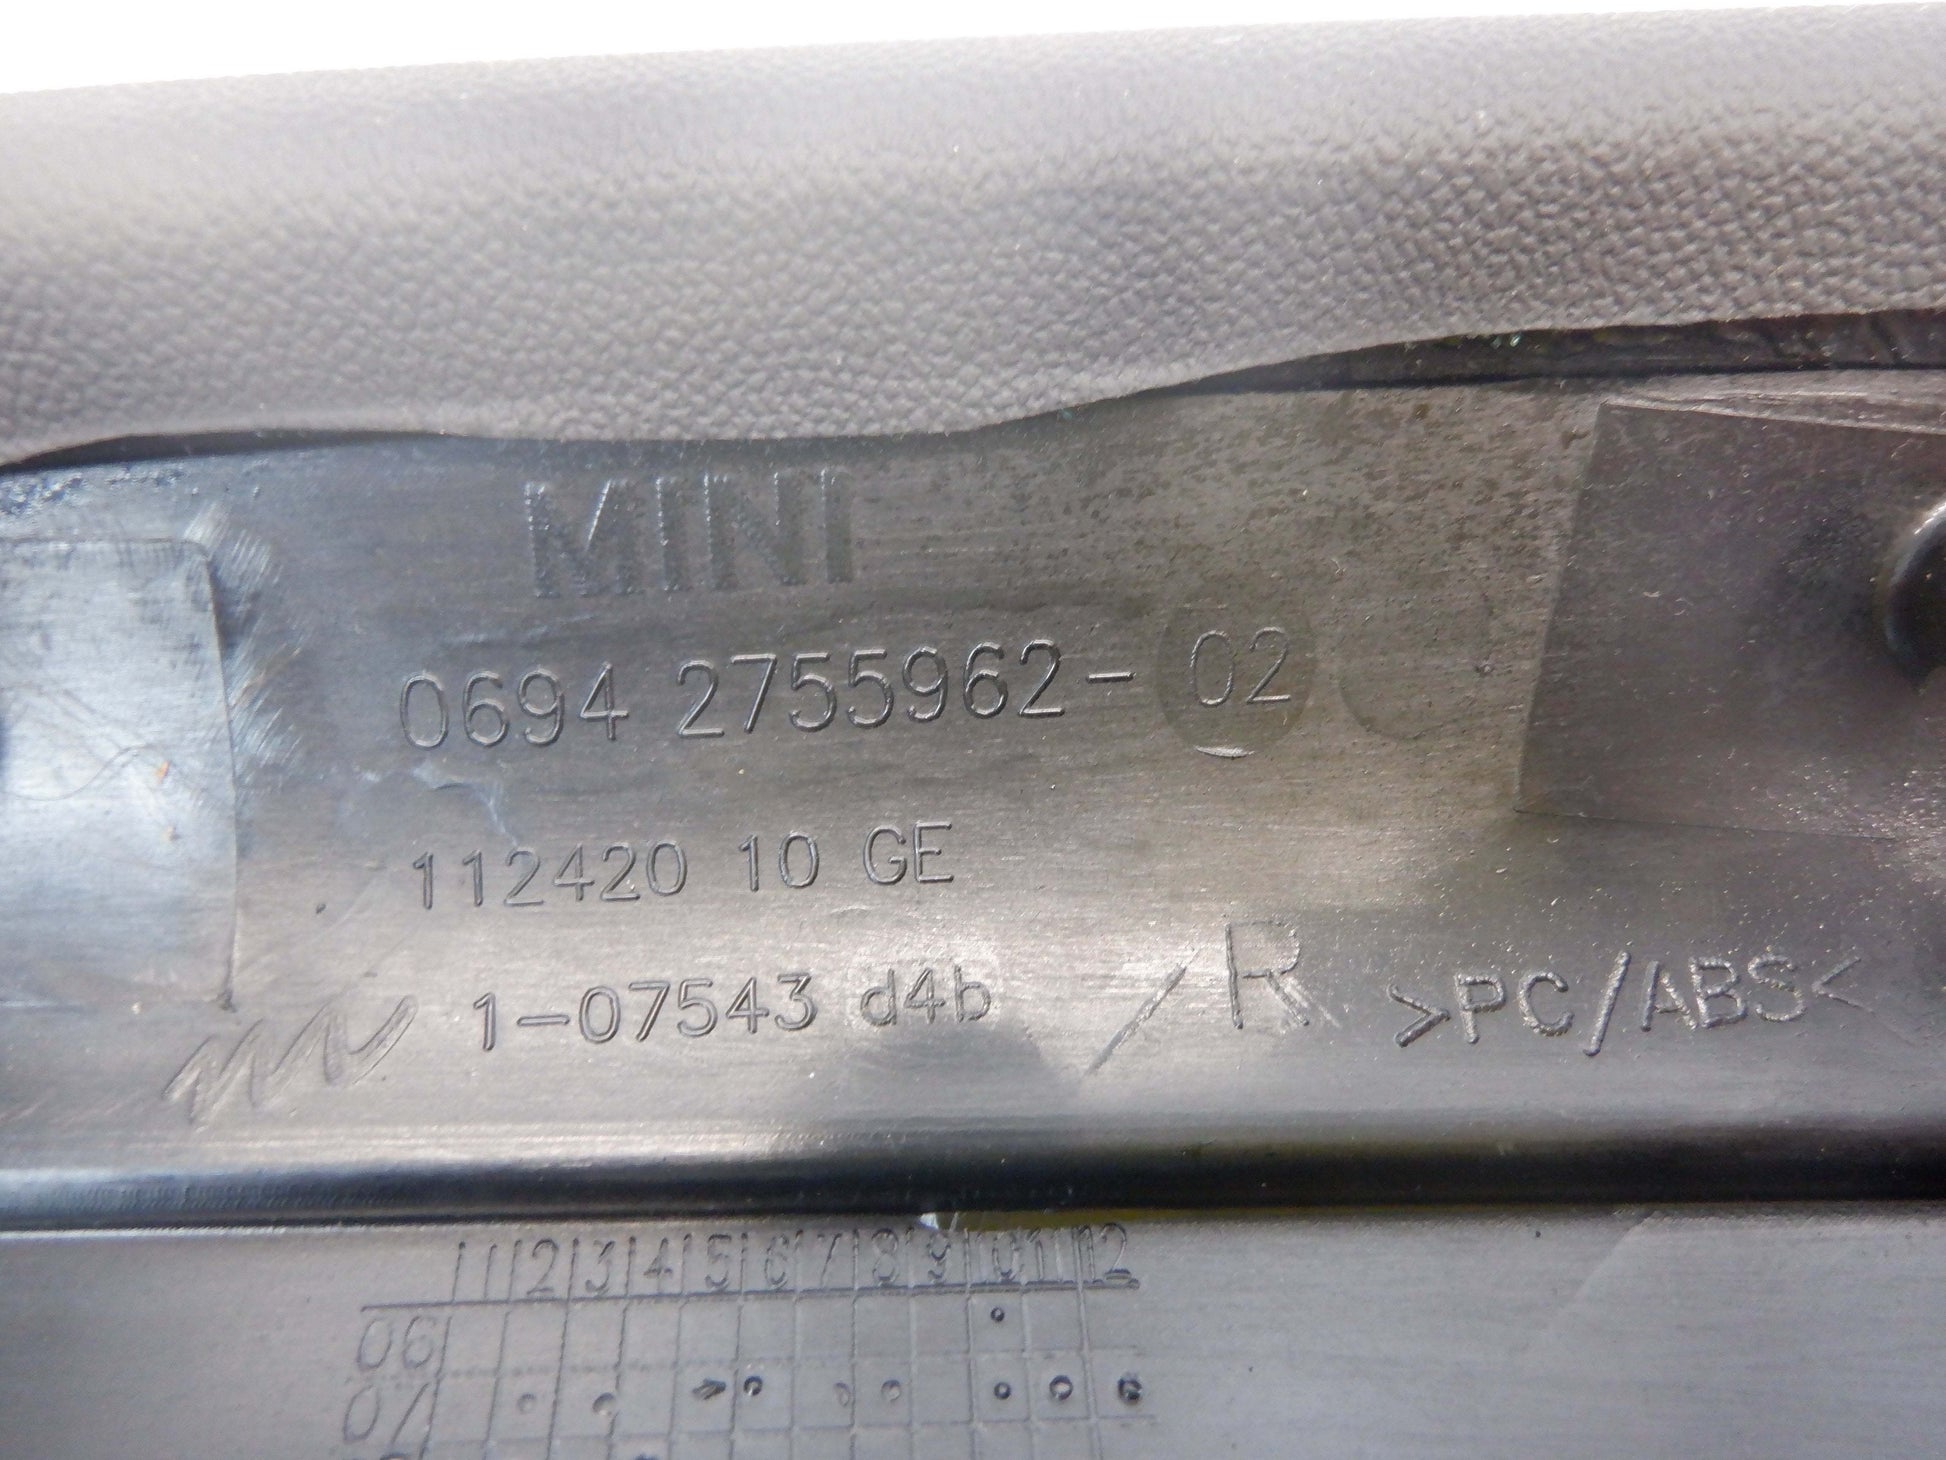 MINI
0694 2755962-02
112420 10 GE
1-07543 d4b /R >PC/ABS<
1 2 3 4 5 6 7 8 9 10 11 12
06
07